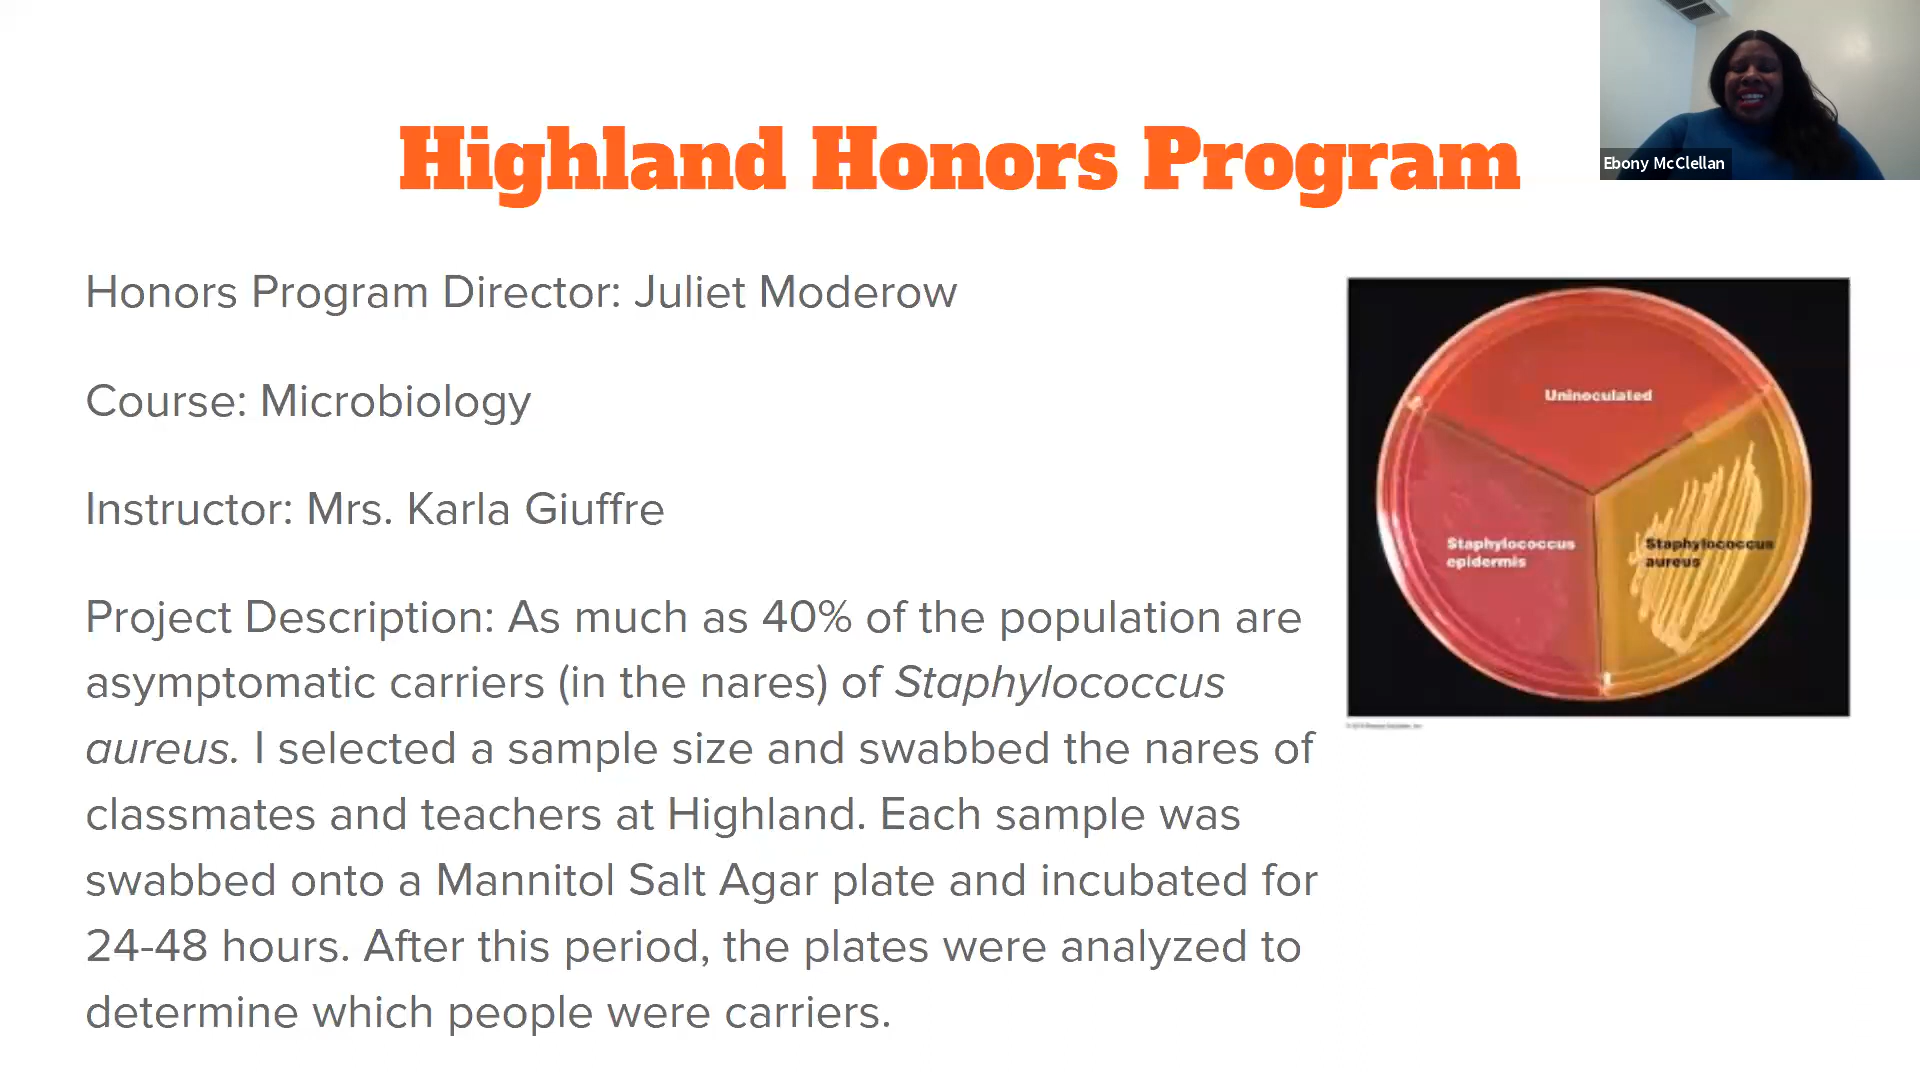 Highland Honors Program
Ebony McClellan
Honors Program Director: Juliet Moderow
Course: Microbiology
Instructor: Mrs. Karla Giuffre
Project Description: As much as 40% of the population are
asymptomatic carriers (in the nares) of Staphylococcus
aureus. I selected a sample size and swabbed the nares of
classmates and teachers at Highland. Each sample was
swabbed onto a Mannitol Salt Agar plate and incubated for
24-48 hours. After this period, the plates were analyzed to
determine which people were carriers.
Uninoculated
Staphylococcus
epidermis
Staphylococcus
aureus